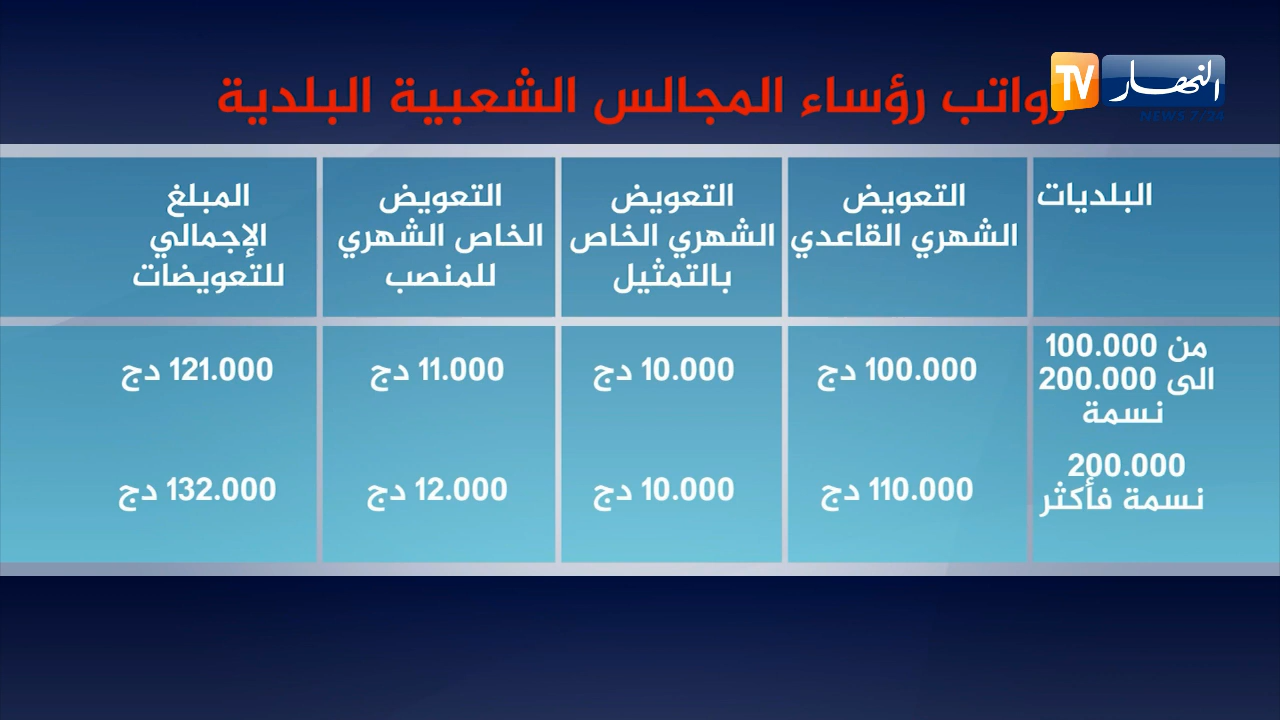 رواتب رؤساء المجالس الشعبية البلدية
النهار TV
NEWS 7/24
البلديات
التعويض
الشهري القاعدي
التعويض
الشهري الخاص
بالتمثيل
التعويض
الخاص الشهري
للمنصب
المبلغ
الإجمالي
للتعويضات
من 100.000
الى 200.000
نسمة
100.000 دج
10.000 دج
11.000 دج
121.000 دج
200.000
نسمة فأكثر
110.000 دج
10.000 دج
12.000 دج
132.000 دج